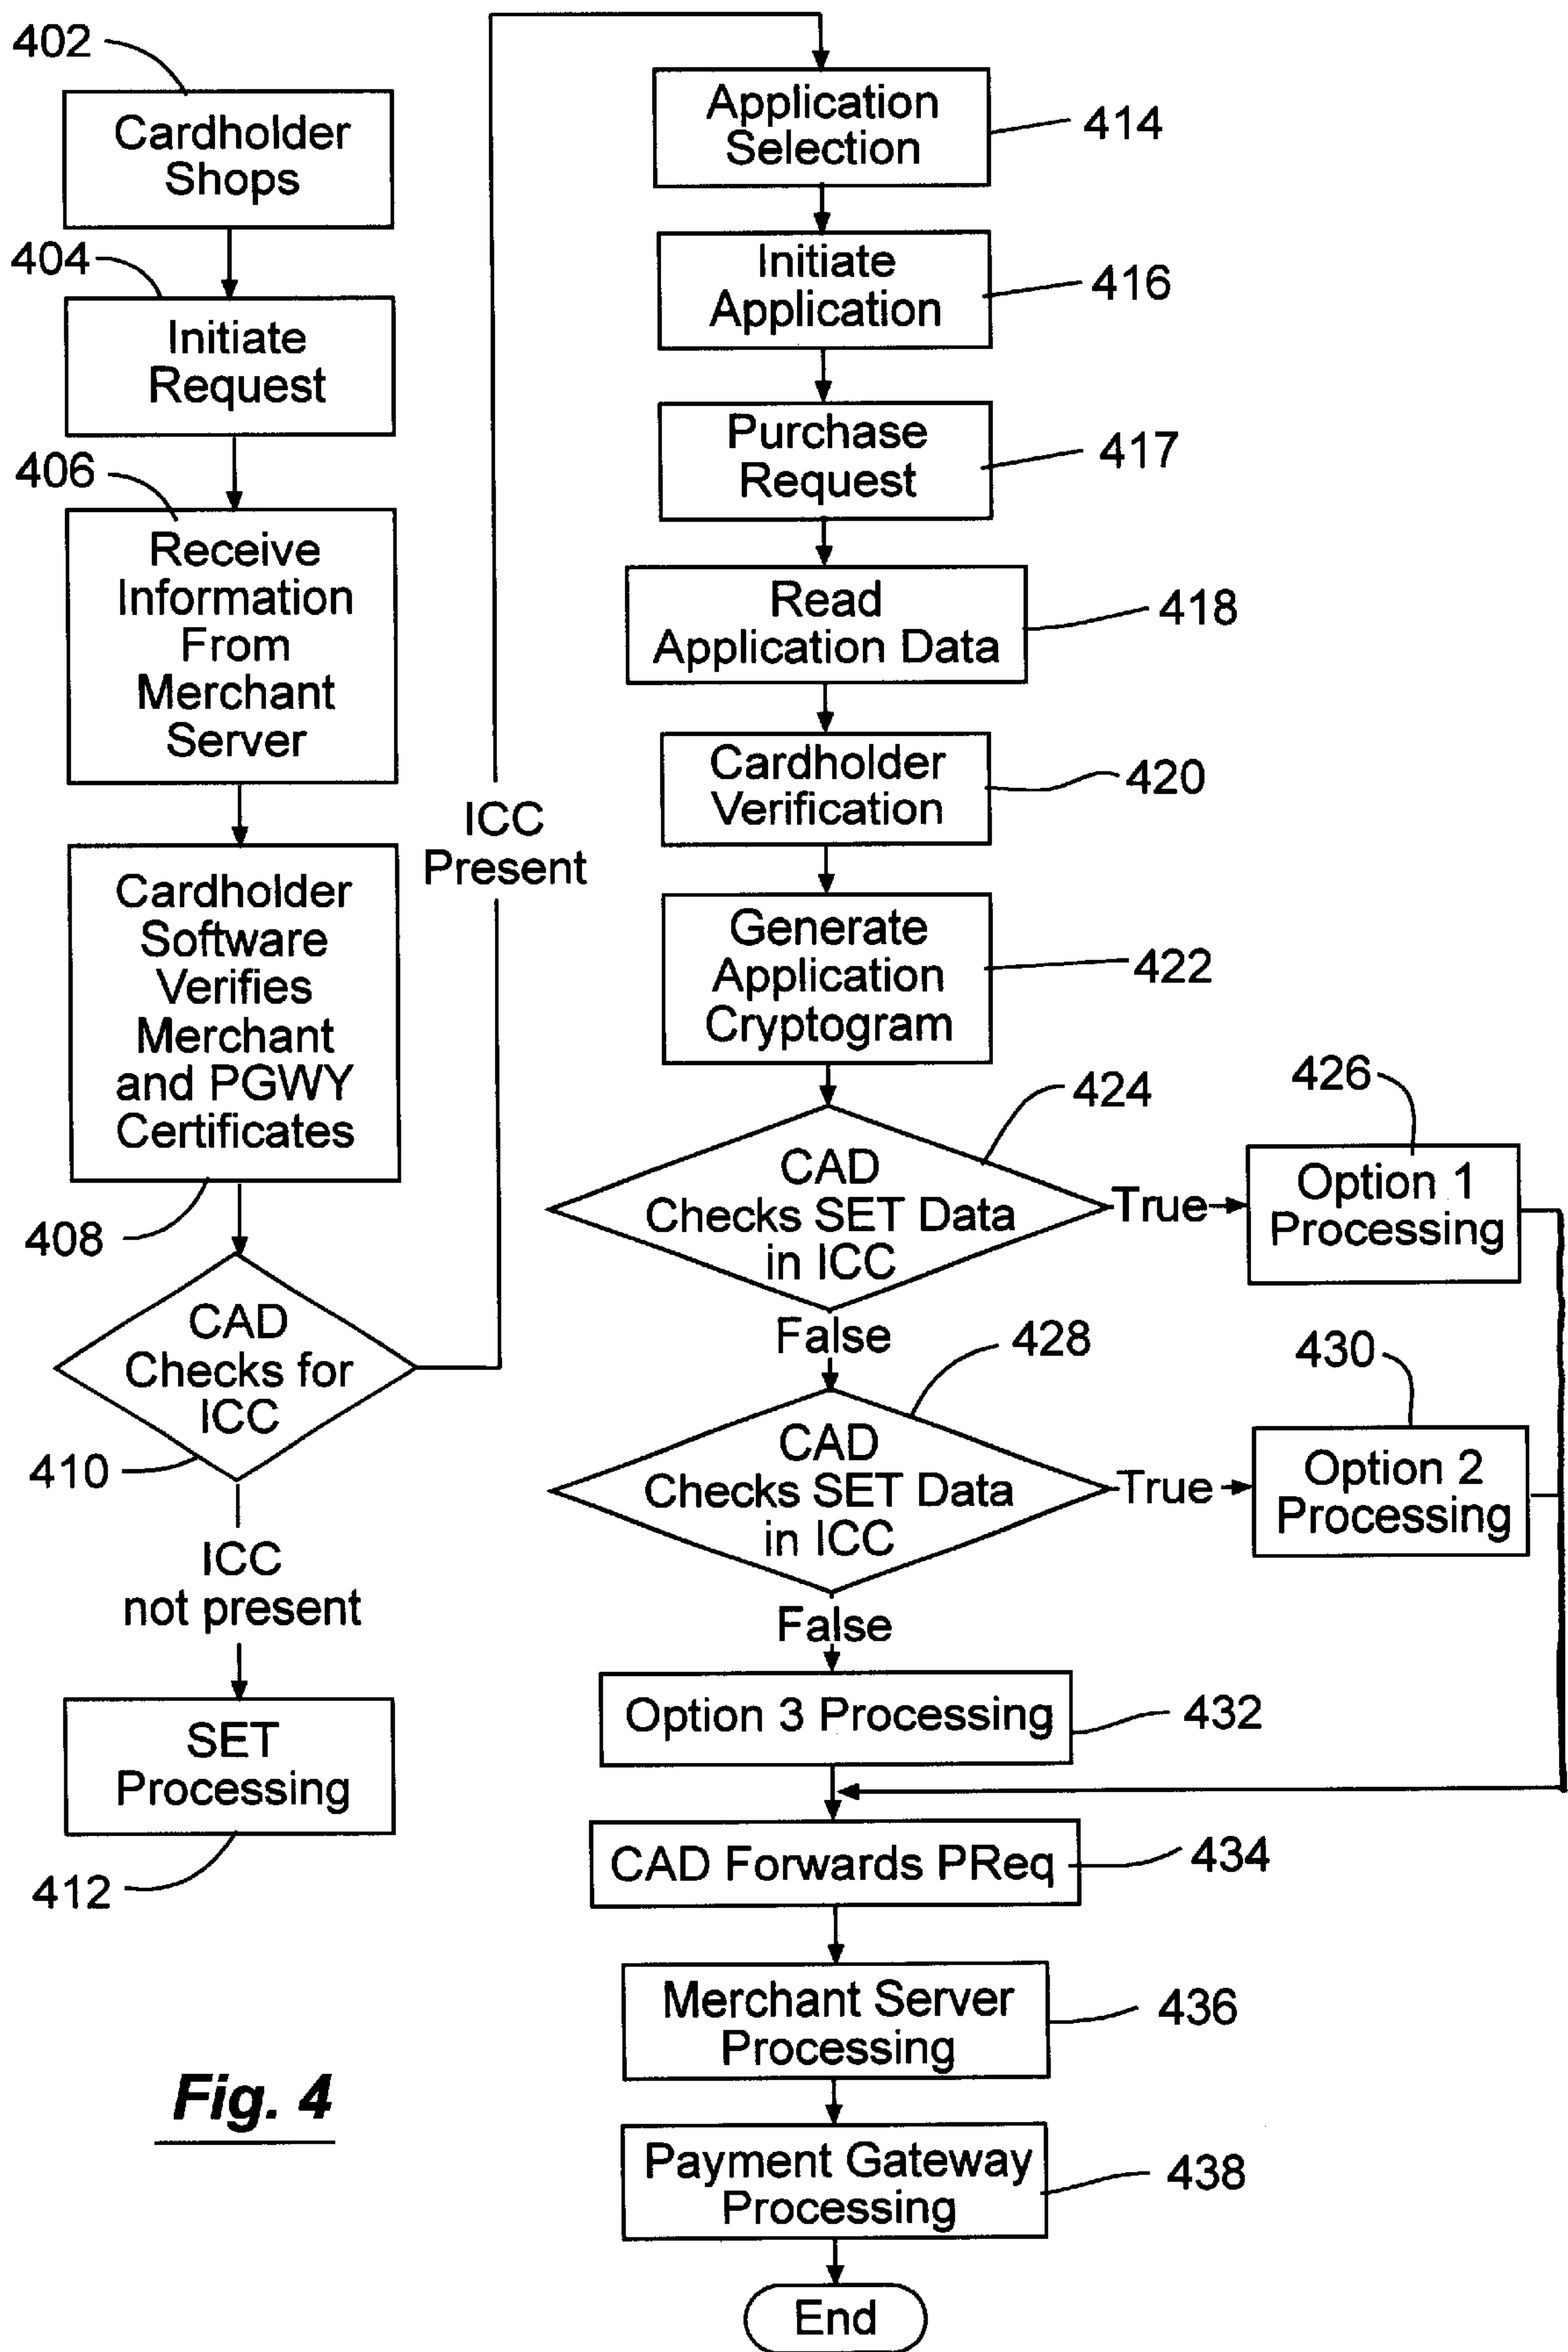 402
Cardholder
Shops
404
Initiate
Request
406
Receive
Information
From
Merchant
Server
Cardholder
Software
Verifies
Merchant
and PGWY
Certificates
408
CAD
Checks for
ICC
410
ICC
not present
SET
Processing
412
ICC
Present
Application
Selection
414
Initiate
Application
416
Purchase
Request
417
Read
Application Data
418
Cardholder
Verification
420
Generate
Application
Cryptogram
422
424
CAD
Checks SET Data
in ICC
True
426
Option 1
Processing
False
428
CAD
Checks SET Data
in ICC
True
430
Option 2
Processing
False
Option 3 Processing
432
CAD Forwards PReq
434
Merchant Server
Processing
436
Payment Gateway
Processing
438
End
Fig. 4